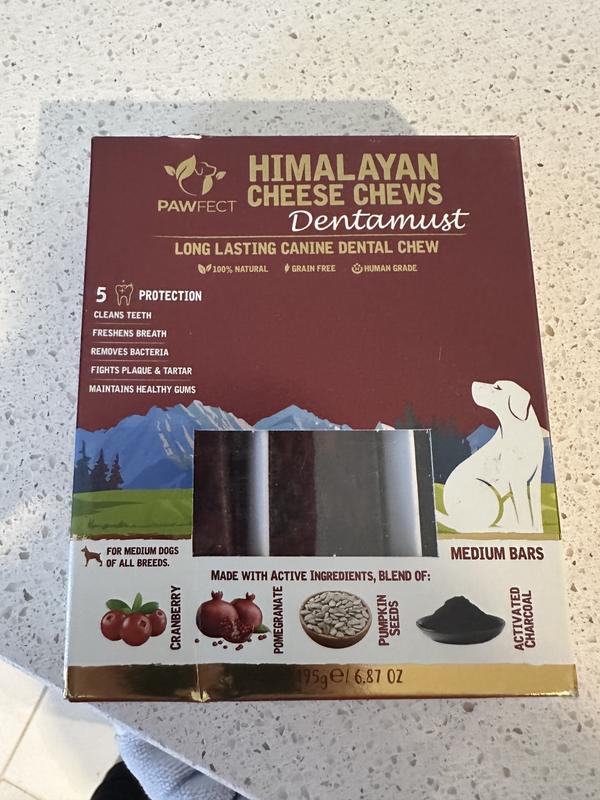 HIMALAYAN
CHEESE CHEWS
PAWFECT
Dentamust
LONG LASTING CANINE DENTAL CHEW
100% NATURAL GRAIN FREE HUMAN GRADE
5 PROTECTION
CLEANS TEETH
FRESHENS BREATH
REMOVES BACTERIA
FIGHTS PLAQUE & TARTAR
MAINTAINS HEALTHY GUMS
FOR MEDIUM DOGS
OF ALL BREEDS.
MEDIUM BARS
MADE WITH ACTIVE INGREDIENTS, BLEND OF:
CRANBERRY
POMEGRANATE
PUMPKIN
SEEDS
ACTIVATED
CHARCOAL
195g℮/ 6.87 OZ